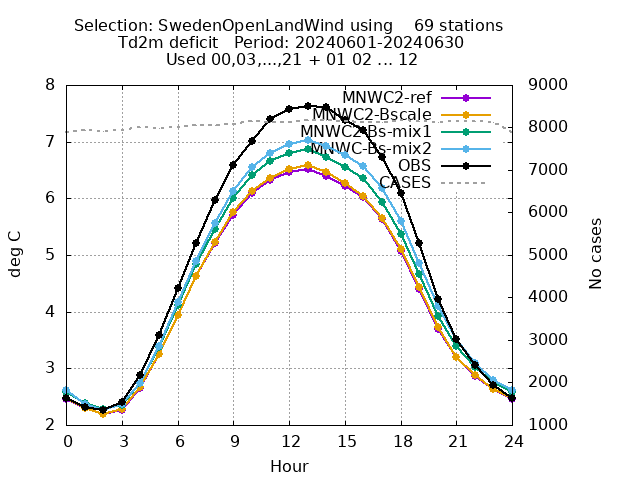 Selection: SwedenOpenLandWind using    69 stations
Td2m deficit   Period: 20240601-20240630
Used 00,03,...,21 + 01 02 ... 12
MNWC2-ref
MNWC2-Bscale
MNWC2-Bs-mix1
MNWC-Bs-mix2
OBS
CASES
deg C
8
7
6
5
4
3
2
9000
8000
7000
6000
5000
4000
3000
2000
1000
No cases
0 3 6 9 12 15 18 21 24
Hour